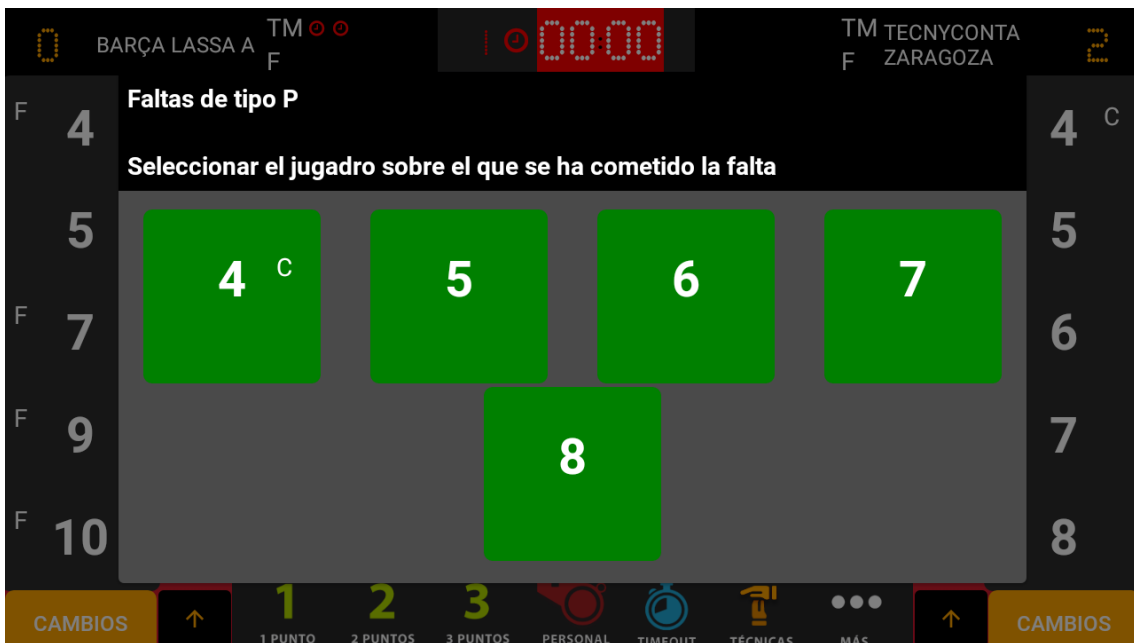 0 BARÇA LASSA A TM F 1 00:00 TM F TECNYCONTA ZARAGOZA 2
Faltas de tipo P
Seleccionar el jugadro sobre el que se ha cometido la falta
F 4
5
F 7
F 9
F 10
4 C
5
6
7
8
4 C
5
6
7
8
CAMBIOS
1
1 PUNTO
2
2 PUNTOS
3
3 PUNTOS
PERSONAL
TIMEOUT
TÉCNICAS
MÁS
CAMBIOS